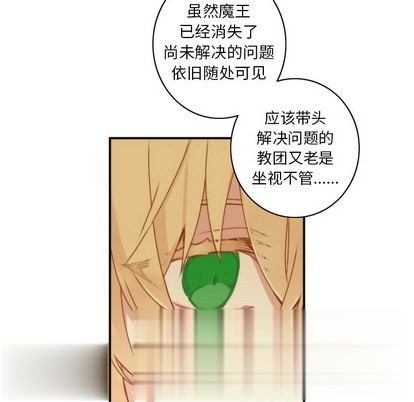 虽然魔王
已经消失了
尚未解决的问题
依旧随处可见
应该带头
解决问题的
教团又老是
坐视不管……